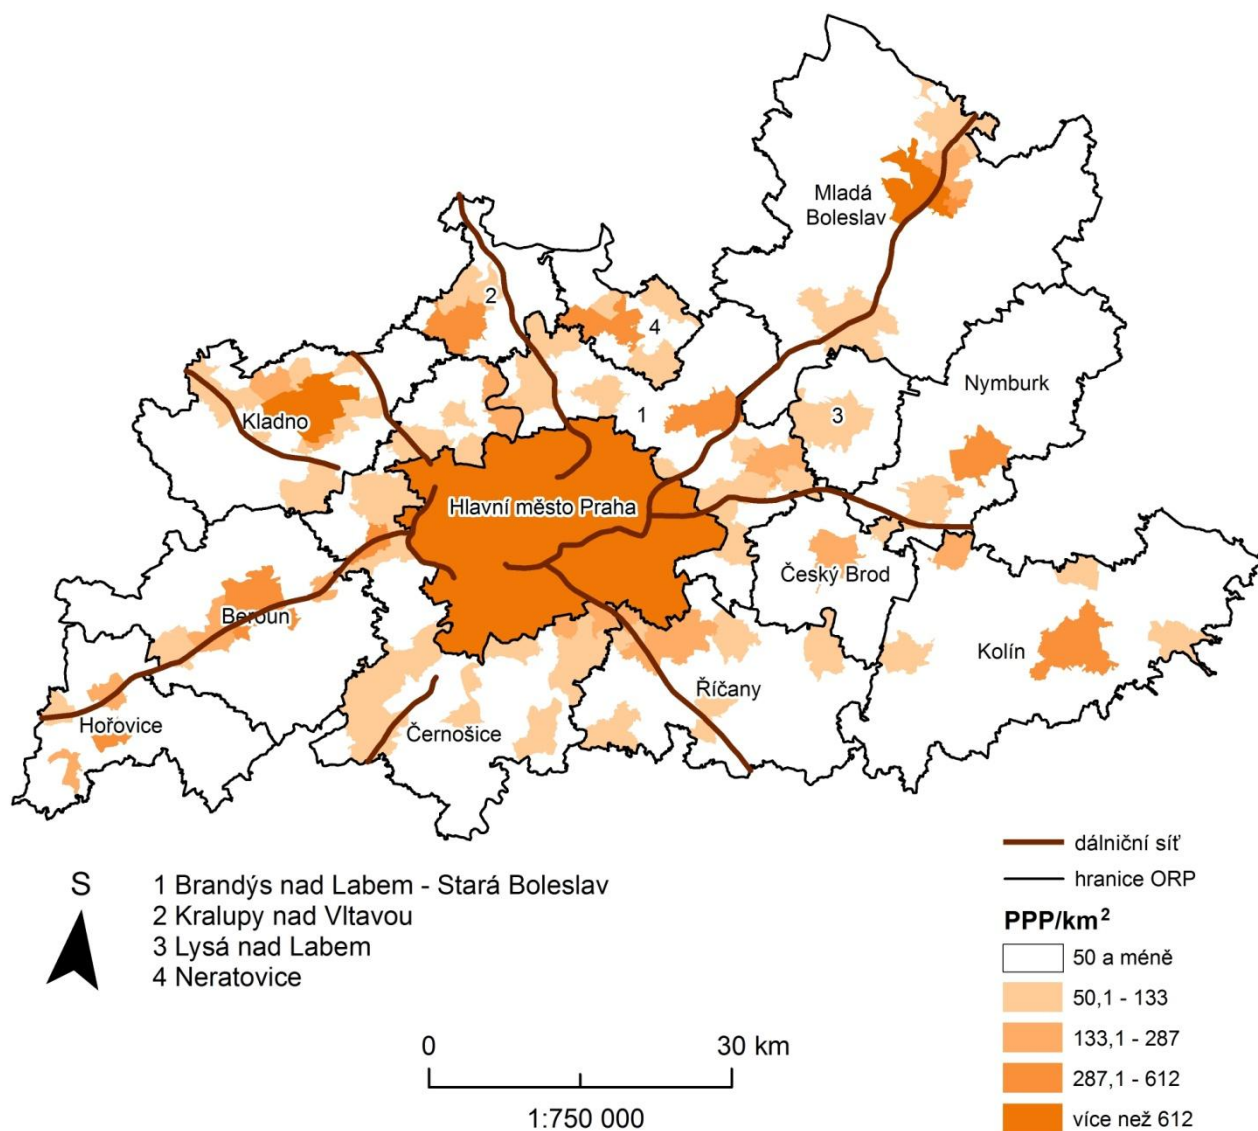 Mladá
Boleslav
2
4
Nymburk
Kladno
1
3
Hlavní město Praha
Český Brod
Beroun
Kolín
Říčany
Hořovice
Černošice
S
1 Brandýs nad Labem - Stará Boleslav
2 Kralupy nad Vltavou
3 Lysá nad Labem
4 Neratovice
0 30 km
1:750 000
dálniční síť
hranice ORP
PPP/km²
50 a méně
50,1 - 133
133,1 - 287
287,1 - 612
více než 612